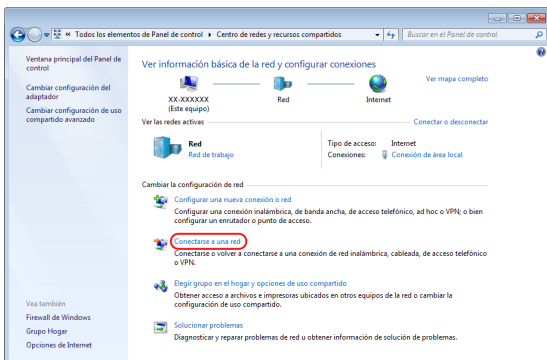 « Todos los elementos de Panel de control ▸ Centro de redes y recursos compartidos
Buscar en el Panel de control
Ventana principal del Panel de
control
Cambiar configuración del
adaptador
Cambiar configuración de uso
compartido avanzado
Ver información básica de la red y configurar conexiones
Ver mapa completo
XX-XXXXXX
(Este equipo)
Red
Internet
Ver las redes activas
Conectar o desconectar
Red
Red de trabajo
Tipo de acceso: Internet
Conexiones: Conexión de área local
Cambiar la configuración de red
Configurar una nueva conexión o red
Configurar una conexión inalámbrica, de banda ancha, de acceso telefónico, ad hoc o VPN; o bien
configurar un enrutador o punto de acceso.
Conectarse a una red
Conectarse o volver a conectarse a una conexión de red inalámbrica, cableada, de acceso telefónico
o VPN.
Elegir grupo en el hogar y opciones de uso compartido
Obtener acceso a archivos e impresoras ubicados en otros equipos de la red o cambiar la
configuración de uso compartido.
Solucionar problemas
Diagnosticar y reparar problemas de red u obtener información de solución de problemas.
Vea también
Firewall de Windows
Grupo Hogar
Opciones de Internet